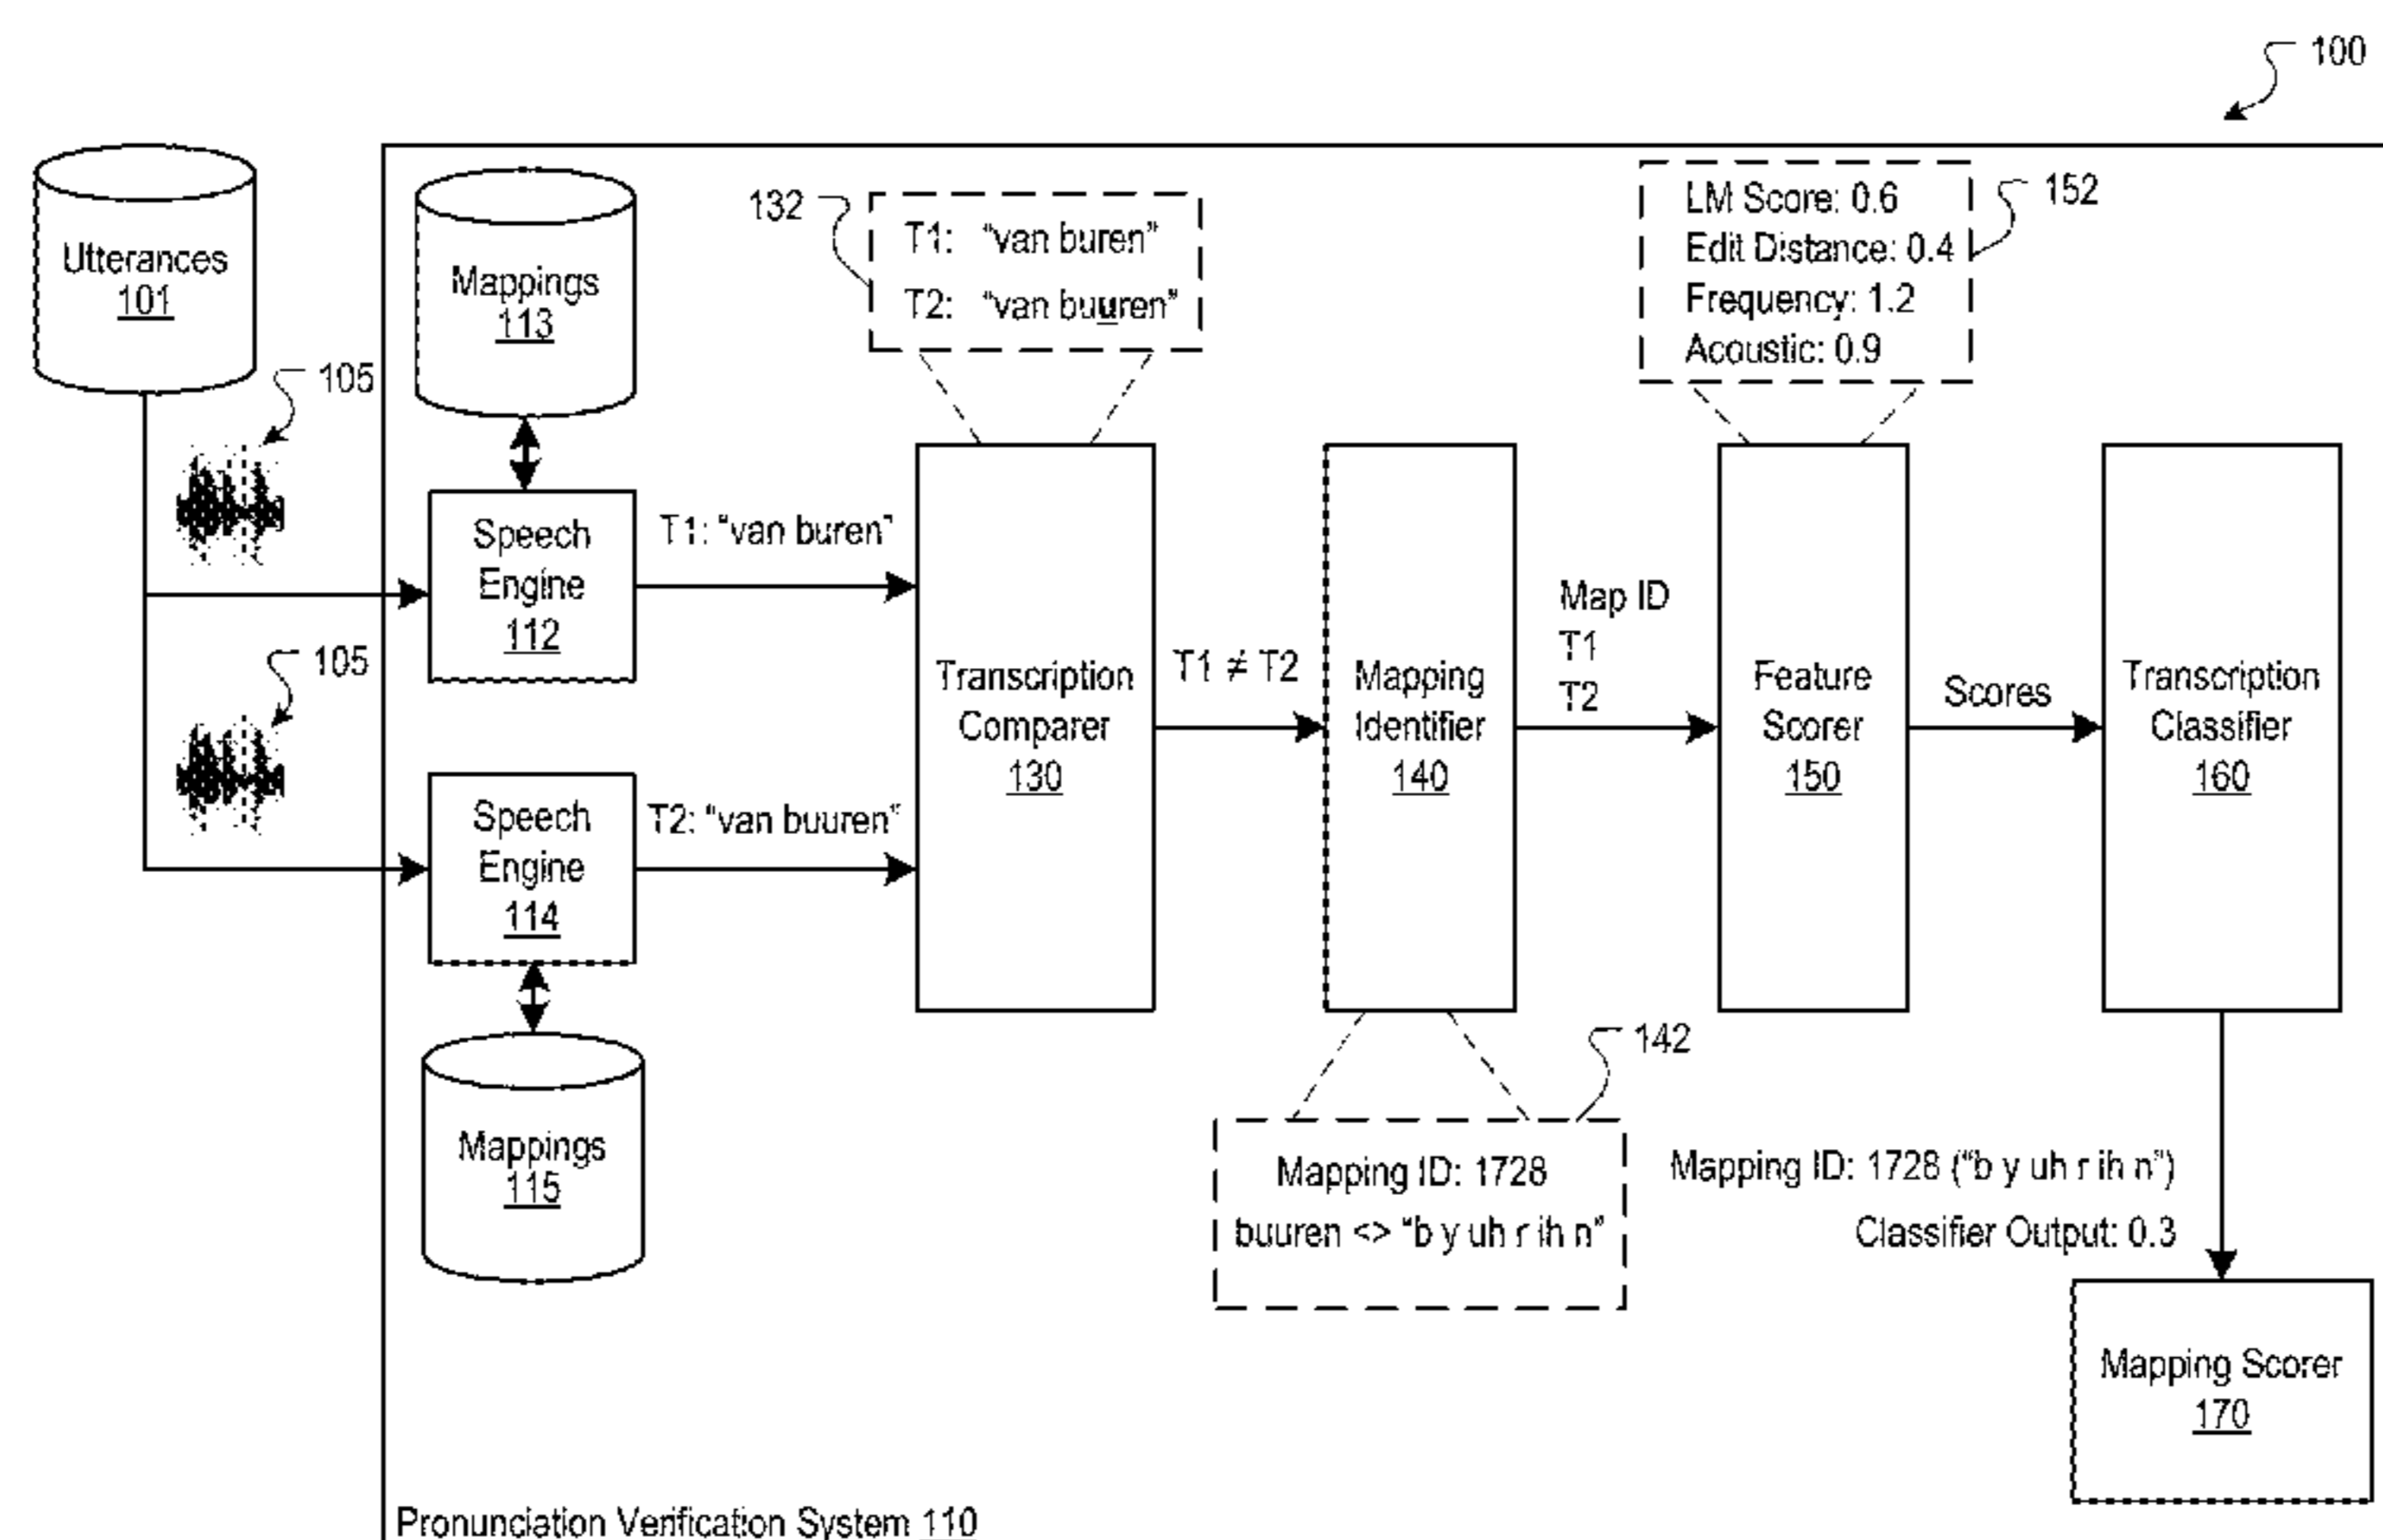 100
Utterances
101
Mappings
113
132
T1: “van buren”
T2: “van buuren”
LM Score: 0.6
Edit Distance: 0.4
Frequency: 1.2
Acoustic: 0.9
152
105
Speech
Engine
112
T1: “van buren”
105
Speech
Engine
114
T2: “van buuren”
Mappings
115
Transcription
Comparer
130
T1 ≠ T2
Mapping
Identifier
140
Map ID
T1
T2
Feature
Scorer
150
Scores
Transcription
Classifier
160
142
Mapping ID: 1728
buuren <> “b y uh r ih n”
Mapping ID: 1728 (“b y uh r ih n”)
Classifier Output: 0.3
Mapping Scorer
170
Pronunciation Verification System 110